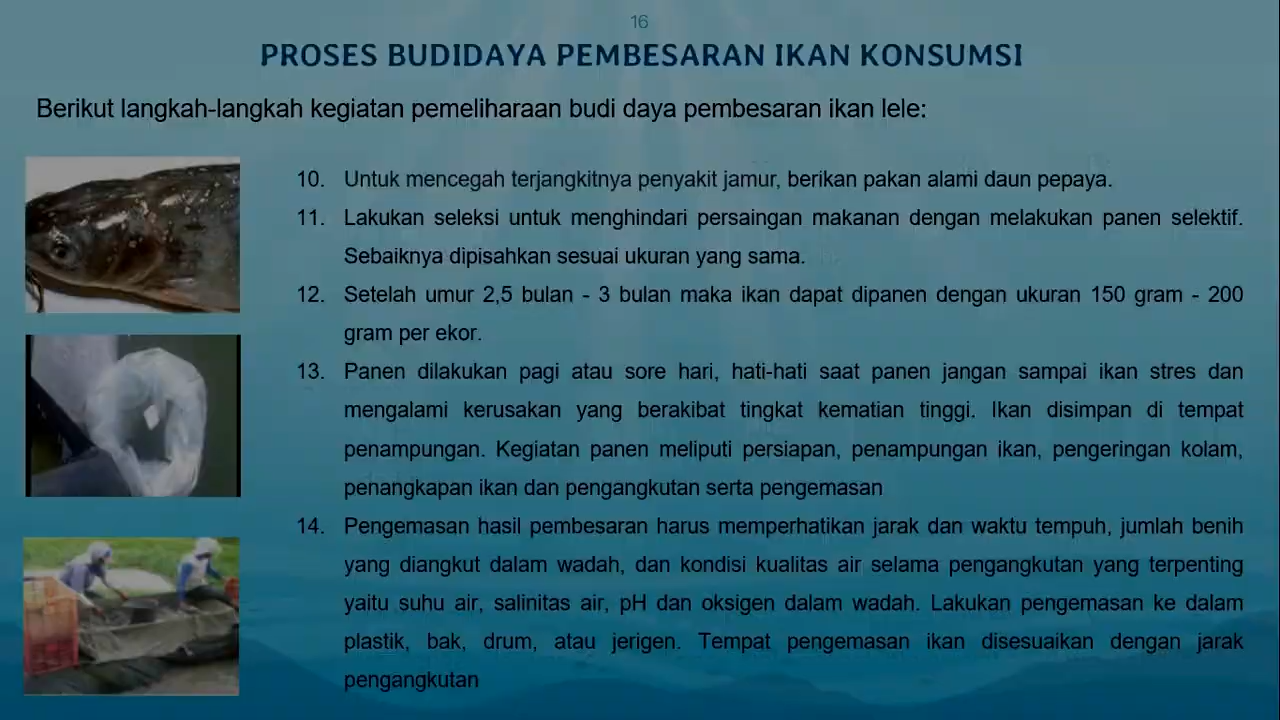 16
PROSES BUDIDAYA PEMBESARAN IKAN KONSUMSI
Berikut langkah-langkah kegiatan pemeliharaan budi daya pembesaran ikan lele:
10. Untuk mencegah terjangkitnya penyakit jamur, berikan pakan alami daun pepaya.
11. Lakukan seleksi untuk menghindari persaingan makanan dengan melakukan panen selektif.
Sebaiknya dipisahkan sesuai ukuran yang sama.
12. Setelah umur 2,5 bulan - 3 bulan maka ikan dapat dipanen dengan ukuran 150 gram - 200
gram per ekor.
13. Panen dilakukan pagi atau sore hari, hati-hati saat panen jangan sampai ikan stres dan
mengalami kerusakan yang berakibat tingkat kematian tinggi. Ikan disimpan di tempat
penampungan. Kegiatan panen meliputi persiapan, penampungan ikan, pengeringan kolam,
penangkapan ikan dan pengangkutan serta pengemasan
14. Pengemasan hasil pembesaran harus memperhatikan jarak dan waktu tempuh, jumlah benih
yang diangkut dalam wadah, dan kondisi kualitas air selama pengangkutan yang terpenting
yaitu suhu air, salinitas air, pH dan oksigen dalam wadah. Lakukan pengemasan ke dalam
plastik, bak, drum, atau jerigen. Tempat pengemasan ikan disesuaikan dengan jarak
pengangkutan